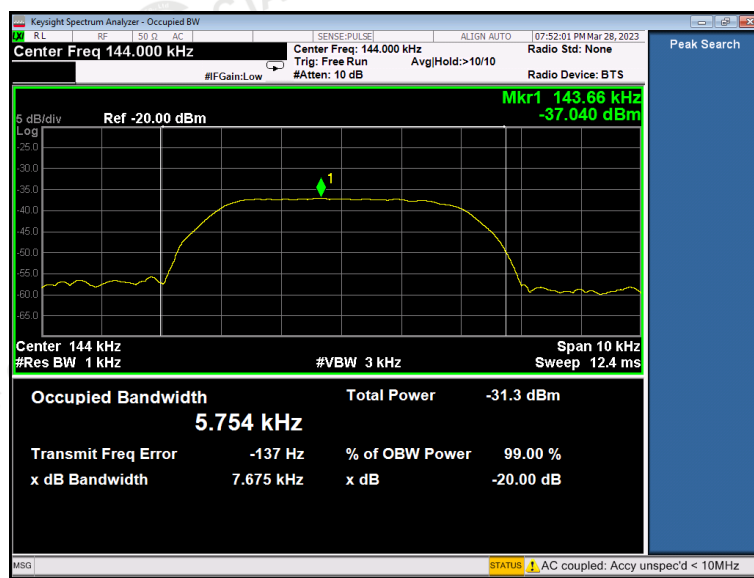 Keysight Spectrum Analyzer - Occupied BW
LXI RL RF 50 Ω AC SENSE:PULSE ALIGN AUTO 07:52:01 PM Mar 28, 2023
Center Freq 144.000 kHz Center Freq: 144.000 kHz Radio Std: None
Trig: Free Run Avg|Hold:>10/10
#IFGain:Low #Atten: 10 dB Radio Device: BTS
Peak Search
Mkr1 143.66 kHz
5 dB/div Ref -20.00 dBm -37.040 dBm
Log
-25.0
-30.0
1
-35.0
-40.0
-45.0
-50.0
-55.0
-60.0
-65.0
Center 144 kHz Span 10 kHz
#Res BW 1 kHz #VBW 3 kHz Sweep 12.4 ms
Occupied Bandwidth Total Power -31.3 dBm
5.754 kHz
Transmit Freq Error -137 Hz % of OBW Power 99.00 %
x dB Bandwidth 7.675 kHz x dB -20.00 dB
MSG STATUS AC coupled: Accy unspec'd < 10MHz